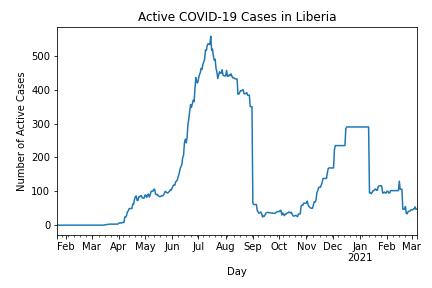 Active COVID-19 Cases in Liberia
Number of Active Cases
500
400
300
200
100
0
Feb Mar Apr May Jun Jul Aug Sep Oct Nov Dec Jan Feb Mar
2021
Day